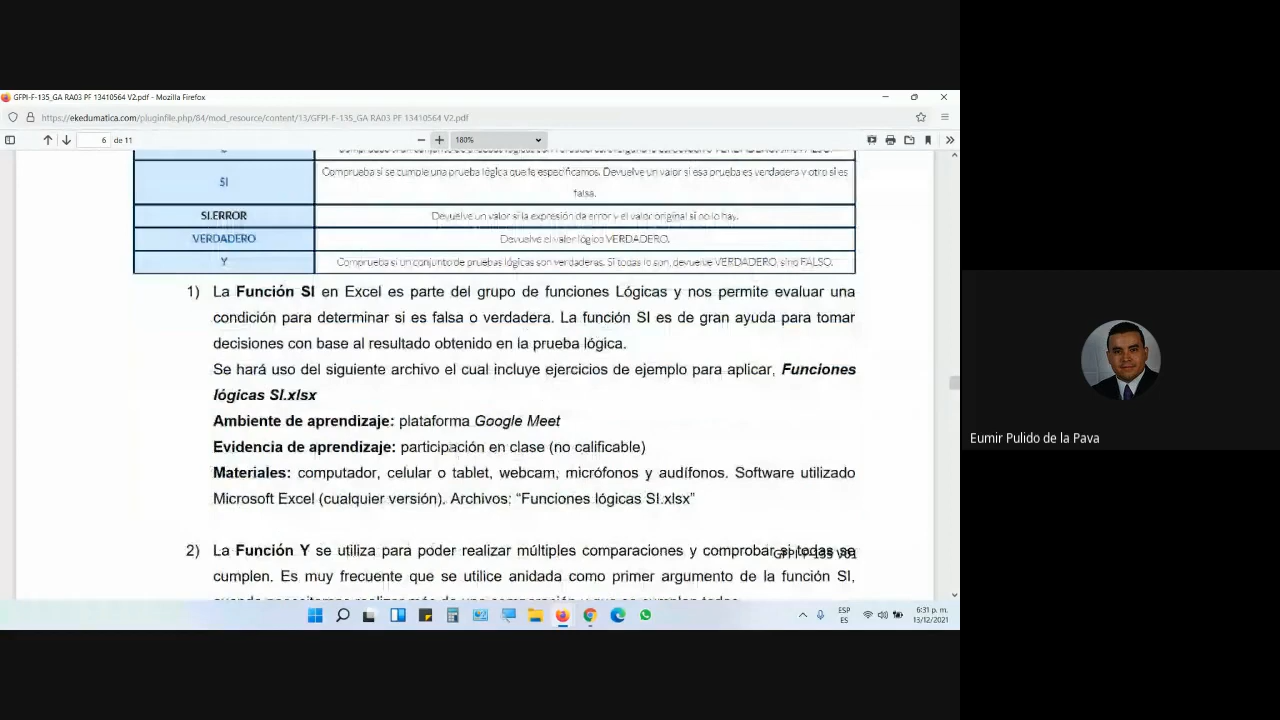 GFPI-F-135_GA RA03 PF 13410564 V2.pdf - Mozilla Firefox
https://ekedumatica.com/pluginfile.php/84/mod_resource/content/13/GFPI-F-135_GA RA03 PF 13410564 V2.pdf
6 de 11
180%
SI
Comprueba si se cumple una prueba lógica que le especificamos. Devuelve un valor si esa prueba es verdadera y otro si es
falsa.
SI.ERROR
Devuelve un valor si la expresión da error y el valor original si no lo hay.
VERDADERO
Devuelve el valor lógico VERDADERO.
Y
Comprueba si un conjunto de pruebas lógicas son verdaderas. Si todas lo son, devuelve VERDADERO, sino FALSO.
1) La Función SI en Excel es parte del grupo de funciones Lógicas y nos permite evaluar una
condición para determinar si es falsa o verdadera. La función SI es de gran ayuda para tomar
decisiones con base al resultado obtenido en la prueba lógica.
Se hará uso del siguiente archivo el cual incluye ejercicios de ejemplo para aplicar, Funciones
lógicas SI.xlsx
Ambiente de aprendizaje: plataforma Google Meet
Evidencia de aprendizaje: participación en clase (no calificable)
Materiales: computador, celular o tablet, webcam, micrófonos y audífonos. Software utilizado
Microsoft Excel (cualquier versión). Archivos: “Funciones lógicas SI.xlsx”
2) La Función Y se utiliza para poder realizar múltiples comparaciones y comprobar si todas se
GFPI-F-135 V01
cumplen. Es muy frecuente que se utilice anidada como primer argumento de la función SI,
ESP
ES
6:31 p. m.
13/12/2021
Eumir Pulido de la Pava